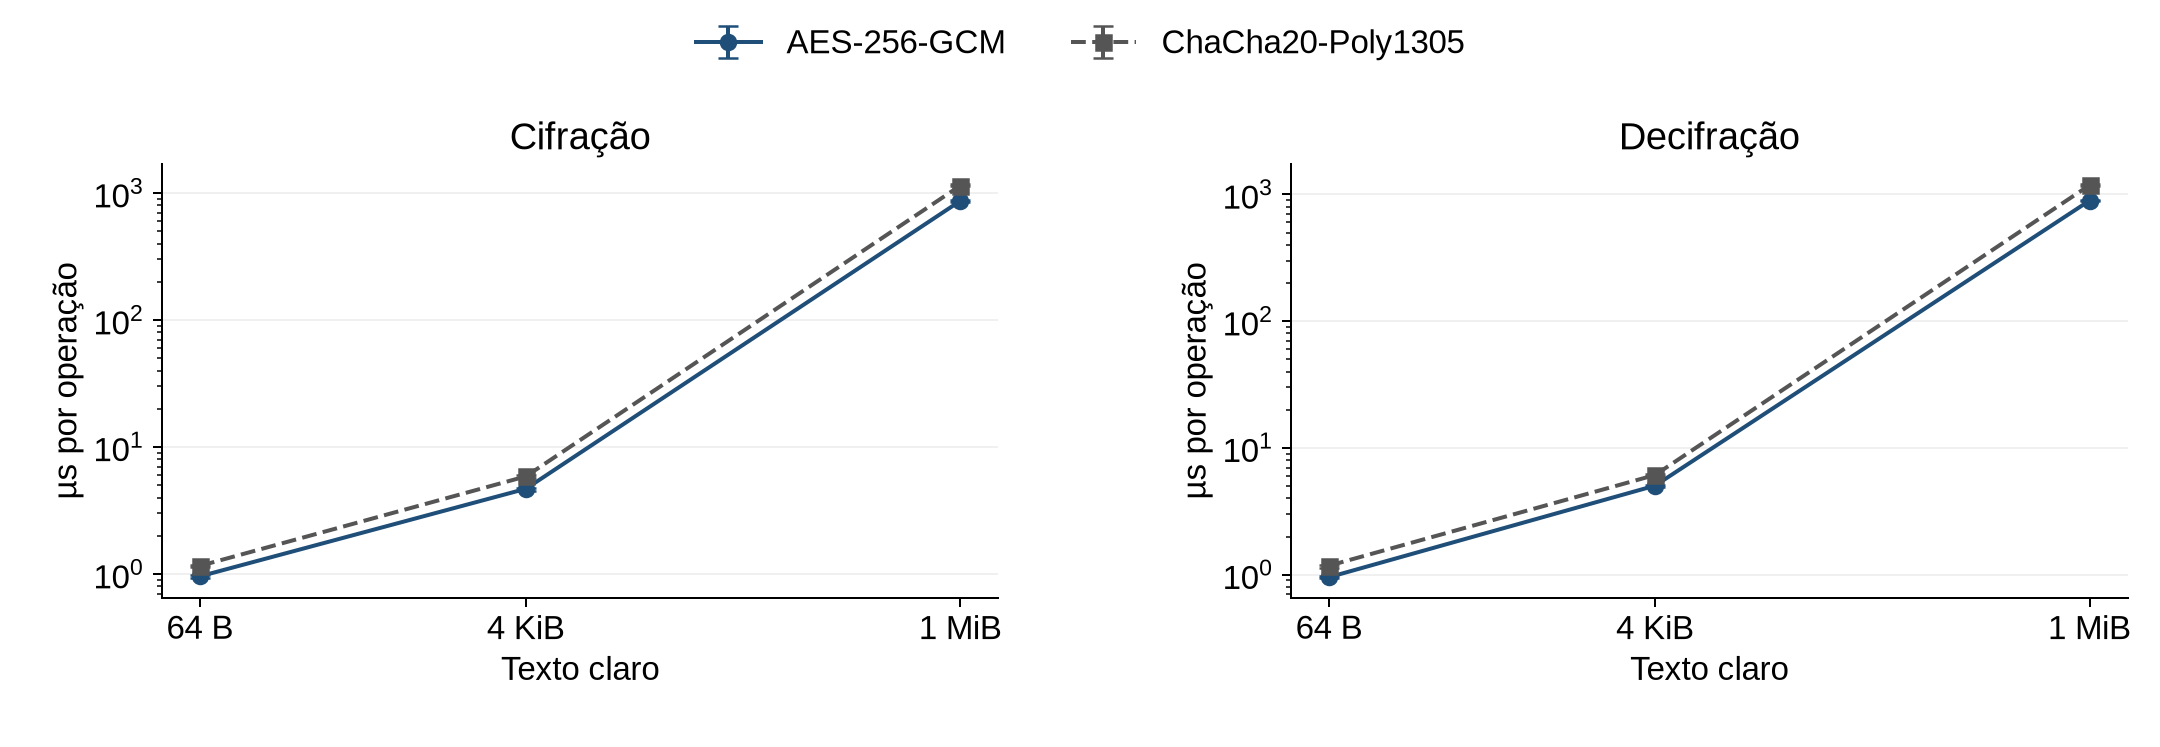 AES-256-GCM ChaCha20-Poly1305
Cifração
µs por operação
10³
10²
10¹
10⁰
64 B 4 KiB 1 MiB
Texto claro
Decifração
µs por operação
10³
10²
10¹
10⁰
64 B 4 KiB 1 MiB
Texto claro